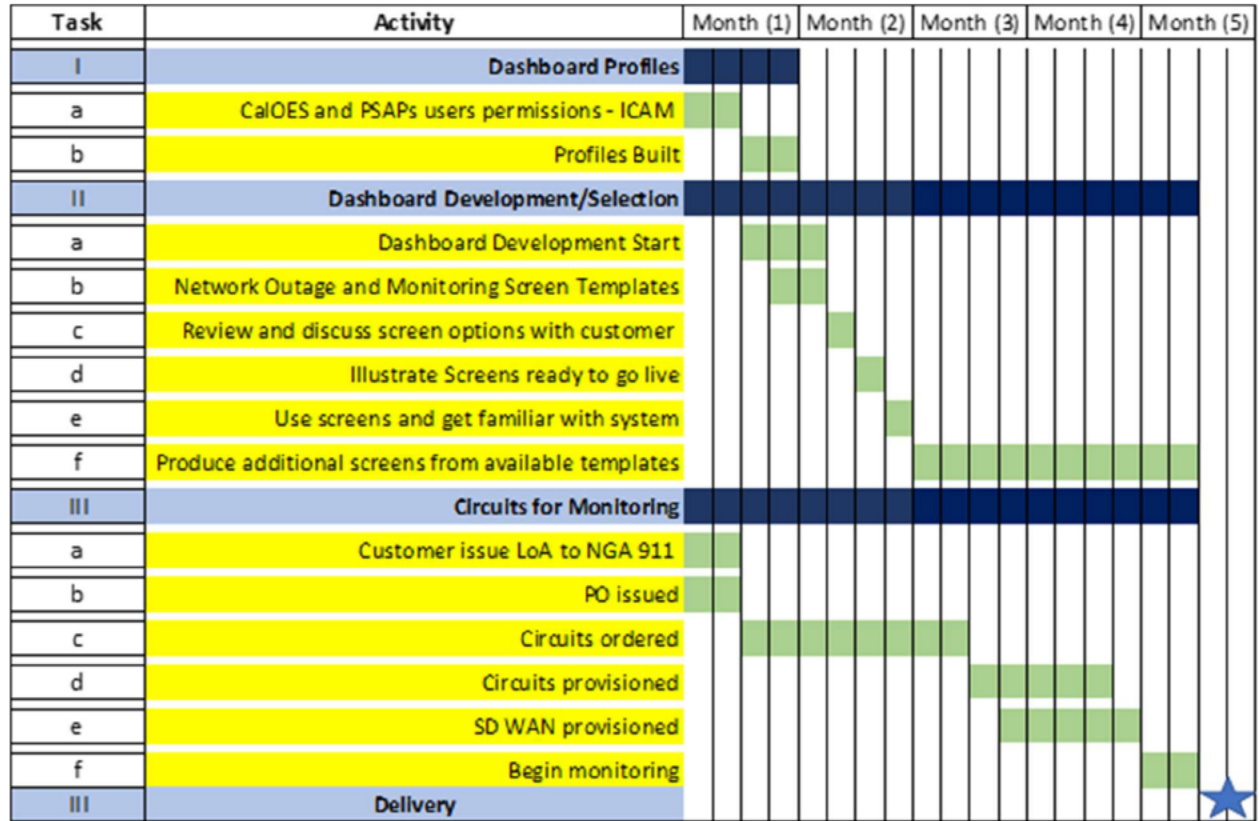 Task Activity Month (1) Month (2) Month (3) Month (4) Month (5)
I Dashboard Profiles
a CalOES and PSAPs users permissions - ICAM
b Profiles Built
II Dashboard Development/Selection
a Dashboard Development Start
b Network Outage and Monitoring Screen Templates
c Review and discuss screen options with customer
d Illustrate Screens ready to go live
e Use screens and get familiar with system
f Produce additional screens from available templates
III Circuits for Monitoring
a Customer issue LoA to NGA 911
b PO issued
c Circuits ordered
d Circuits provisioned
e SD WAN provisioned
f Begin monitoring
III Delivery